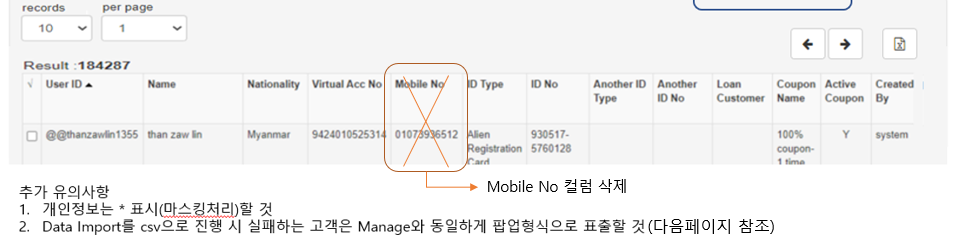 records per page
10 1
Result :184287
√ User ID ▲ Name Nationality Virtual Acc No Mobile No ID Type ID No Another ID Type Another ID No Loan Customer Coupon Name Active Coupon Created By
@@thanzawlin1355 than zaw lin Myanmar 9424010525314 01073936512 Alien Registration Card 930517-5760128 100% coupon-1 time Y system
Mobile No 컬럼 삭제
추가 유의사항
1. 개인정보는 * 표시(마스킹처리)할 것
2. Data Import를 csv으로 진행 시 실패하는 고객은 Manage와 동일하게 팝업형식으로 표출할 것(다음페이지 참조)